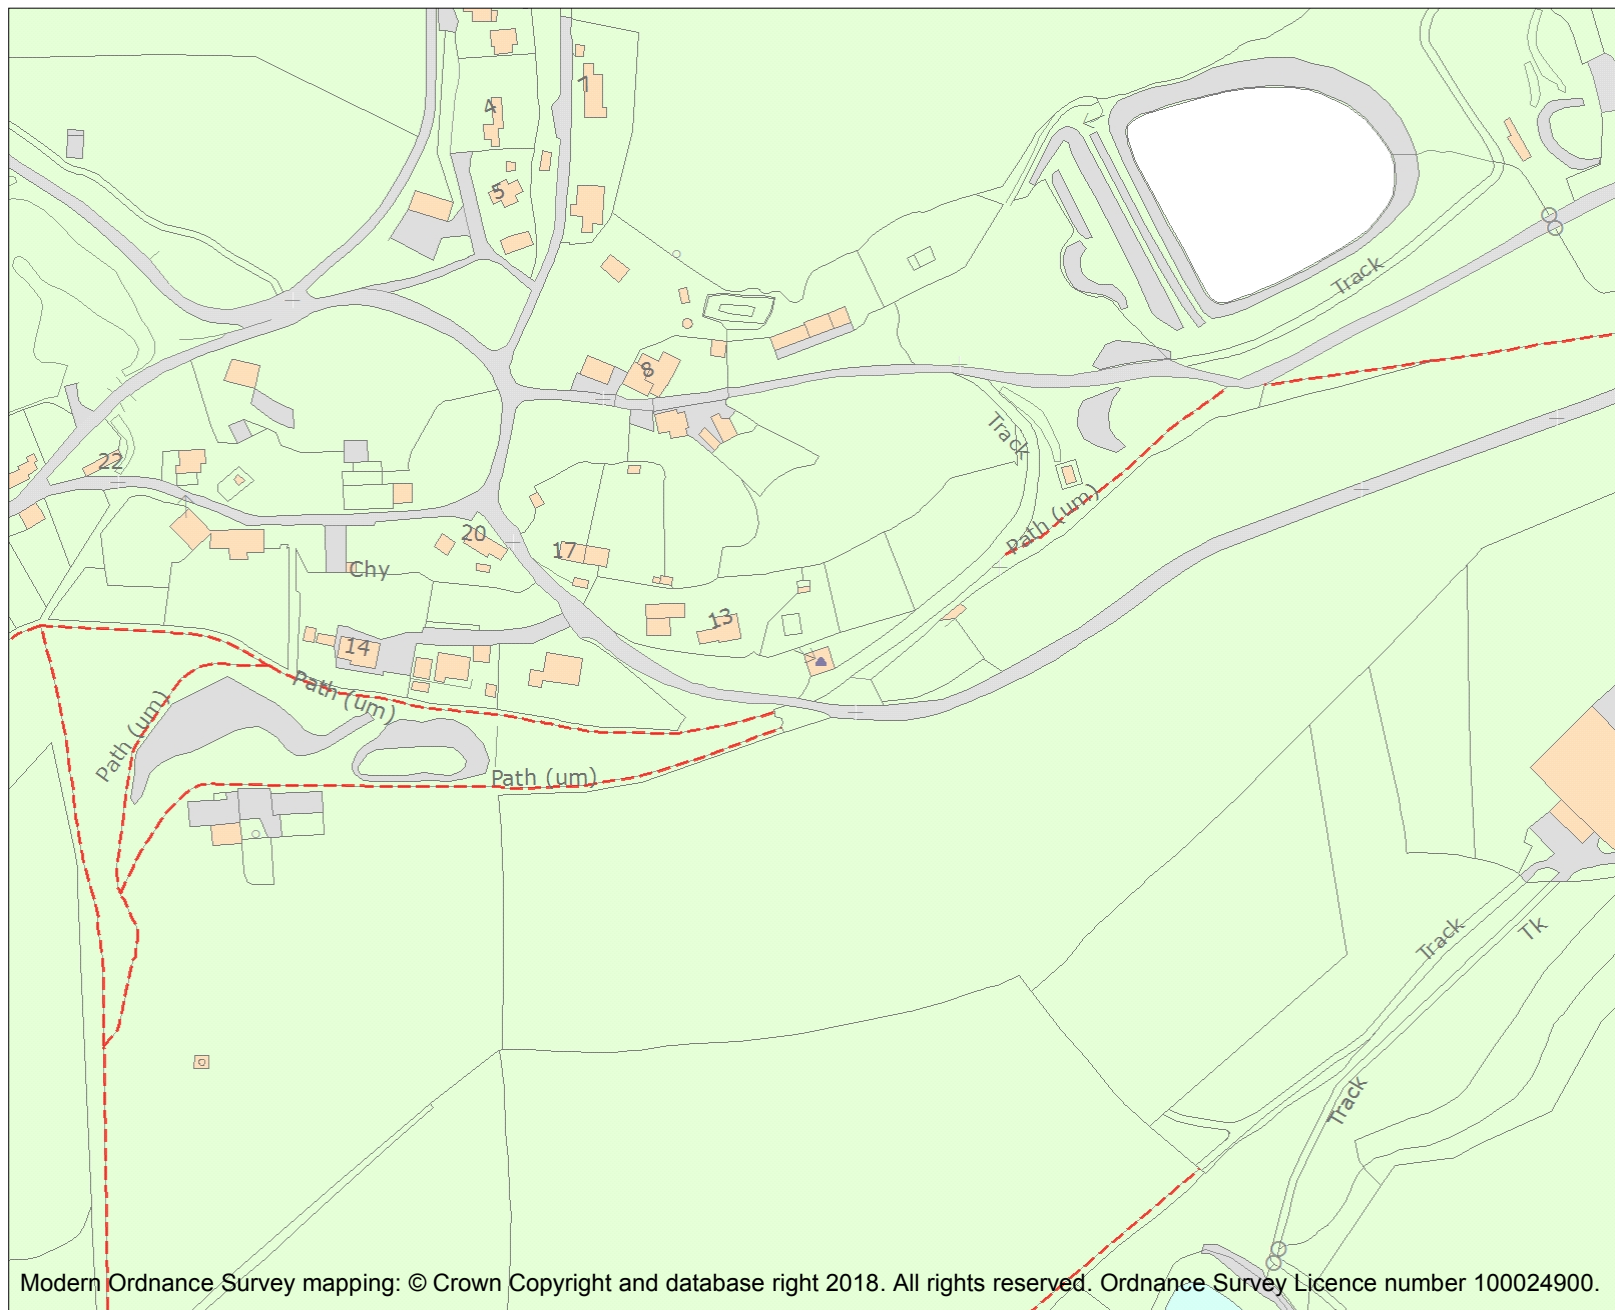 7
4
5
Track
8
Track
22
Path (um)
20
17
Chy
13
14
Path (um)
Path (um)
Path (um)
Track
Tk
Track
Modern Ordnance Survey mapping: © Crown Copyright and database right 2018. All rights reserved. Ordnance Survey Licence number 100024900.